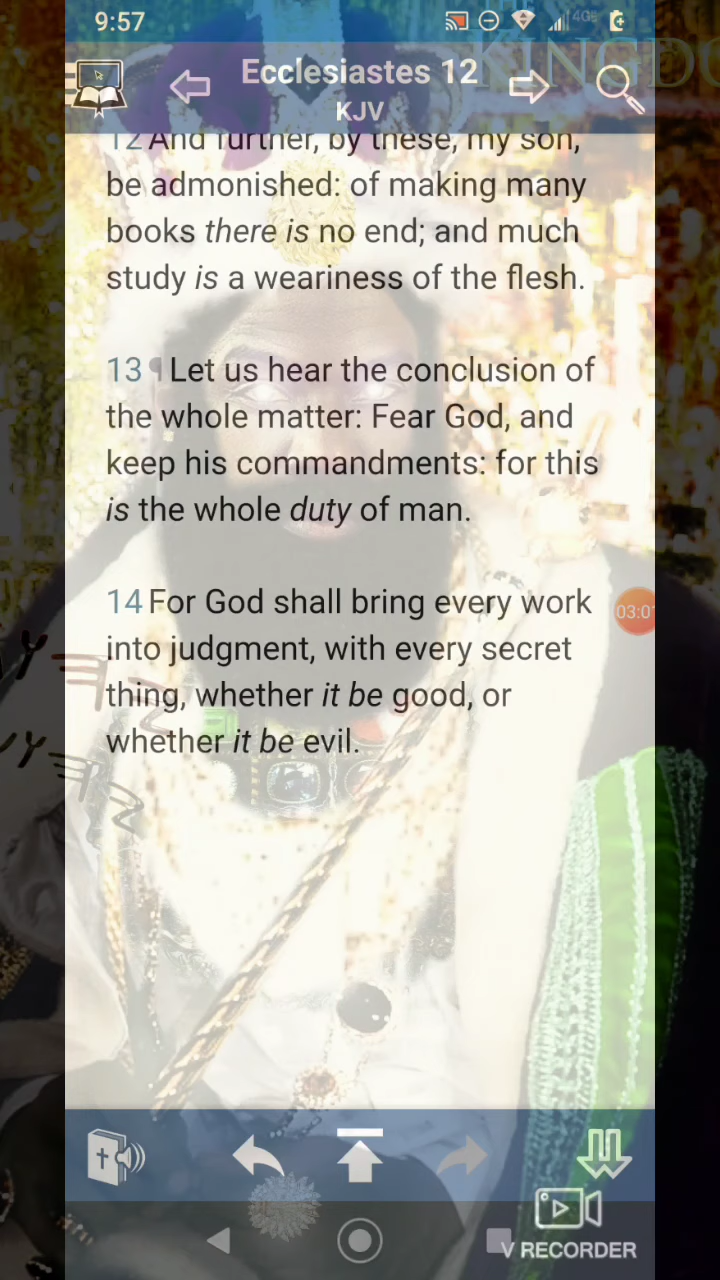 9:57
4G
KINGDO
Ecclesiastes 12
KJV
12 And further, by these, my son,
be admonished: of making many
books there is no end; and much
study is a weariness of the flesh.
13 ¶ Let us hear the conclusion of
the whole matter: Fear God, and
keep his commandments: for this
is the whole duty of man.
14 For God shall bring every work
into judgment, with every secret
thing, whether it be good, or
whether it be evil.
03:0
V RECORDER